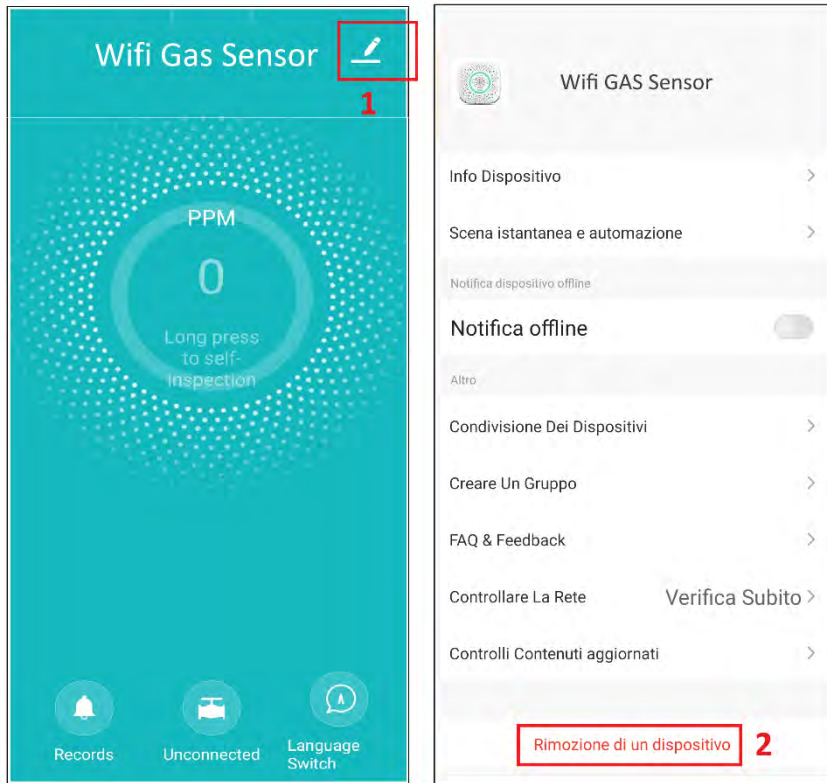 Wifi Gas Sensor
1
PPM
0
Long press
to self-
inspection
Records
Unconnected
Language
Switch
Wifi GAS Sensor
Info Dispositivo
Scena istantanea e automazione
Notifica dispositivo offline
Notifica offline
Altro
Condivisione Dei Dispositivi
Creare Un Gruppo
FAQ & Feedback
Controllare La Rete Verifica Subito
Controlli Contenuti aggiornati
Rimozione di un dispositivo 2